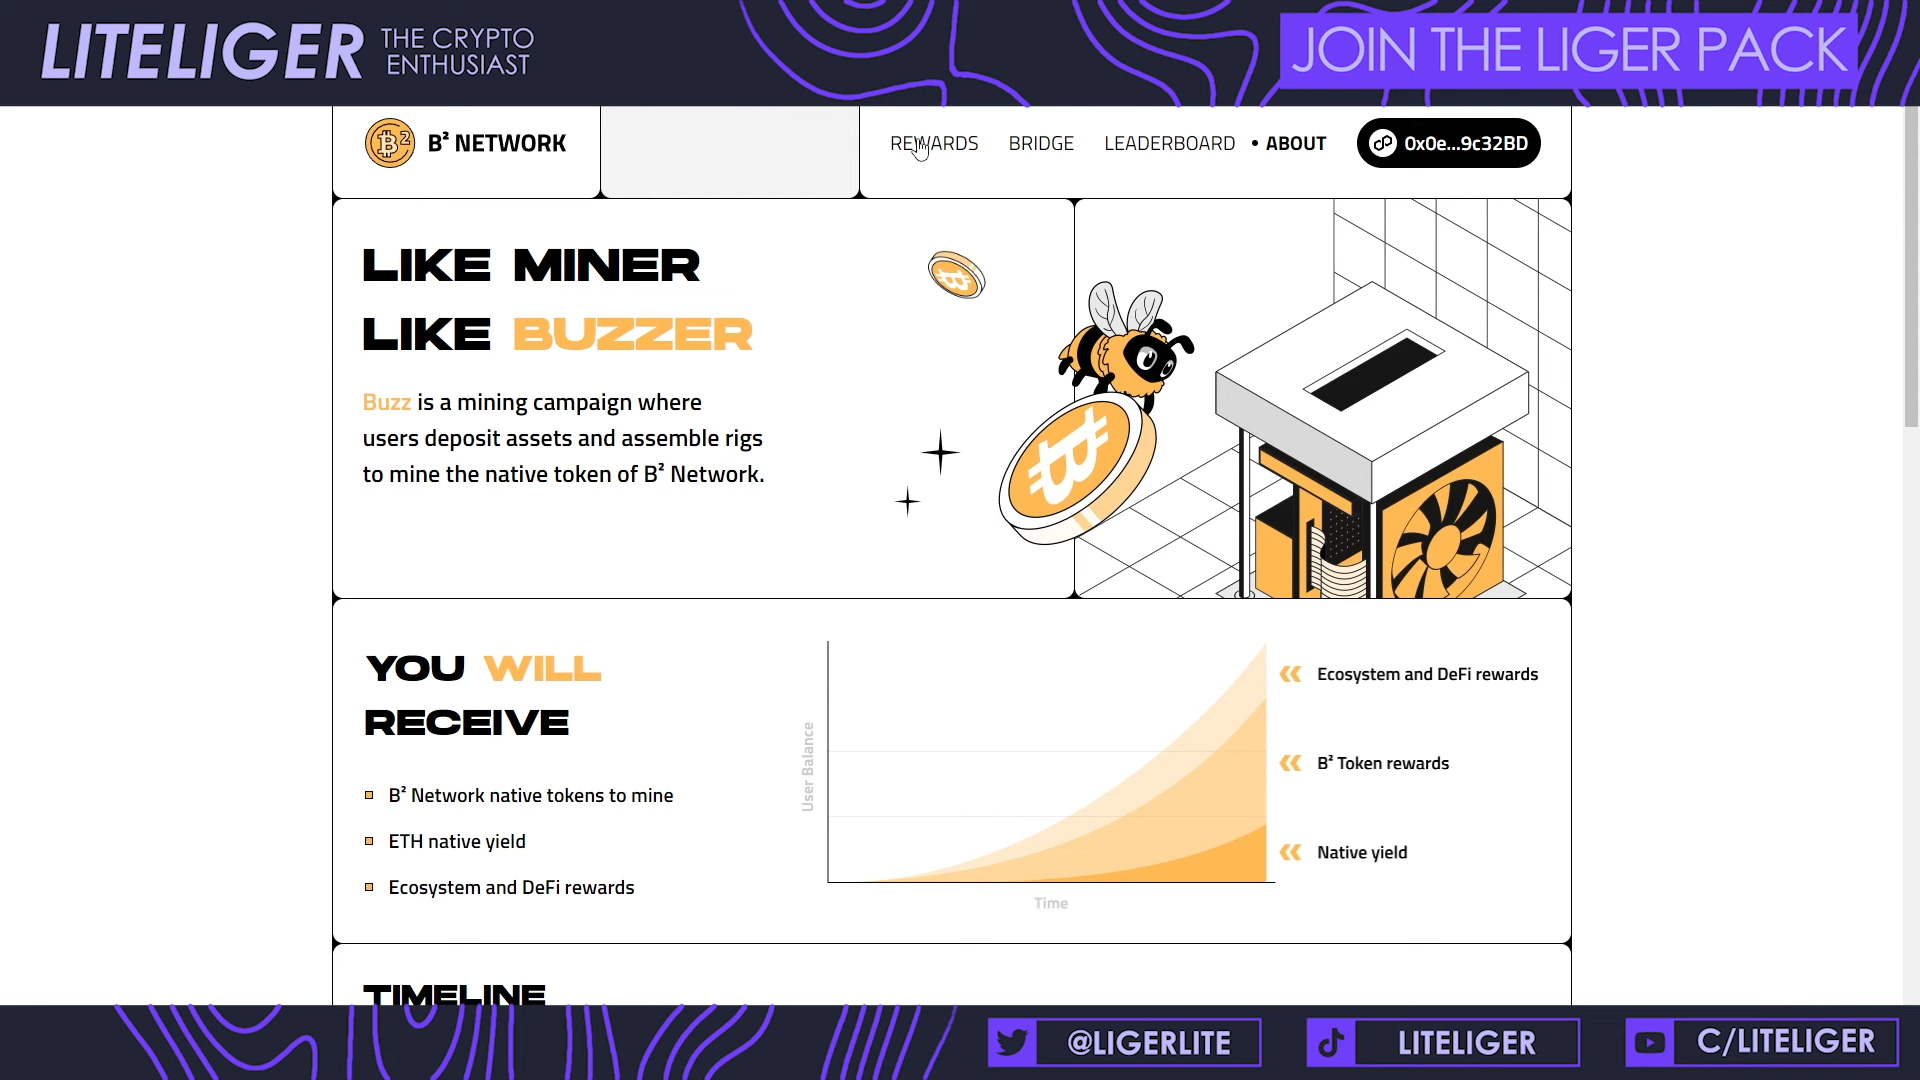 LITELIGER
THE CRYPTO
ENTHUSIAST
JOIN THE LIGER PACK
B² NETWORK
REWARDS
BRIDGE
LEADERBOARD
ABOUT
0x0e...9c32BD
LIKE MINER
LIKE BUZZER
Buzz is a mining campaign where
users deposit assets and assemble rigs
to mine the native token of B² Network.
YOU WILL
RECEIVE
B² Network native tokens to mine
ETH native yield
Ecosystem and DeFi rewards
User Balance
Time
Ecosystem and DeFi rewards
B² Token rewards
Native yield
TIMELINE
@LIGERLITE
LITELIGER
C/LITELIGER